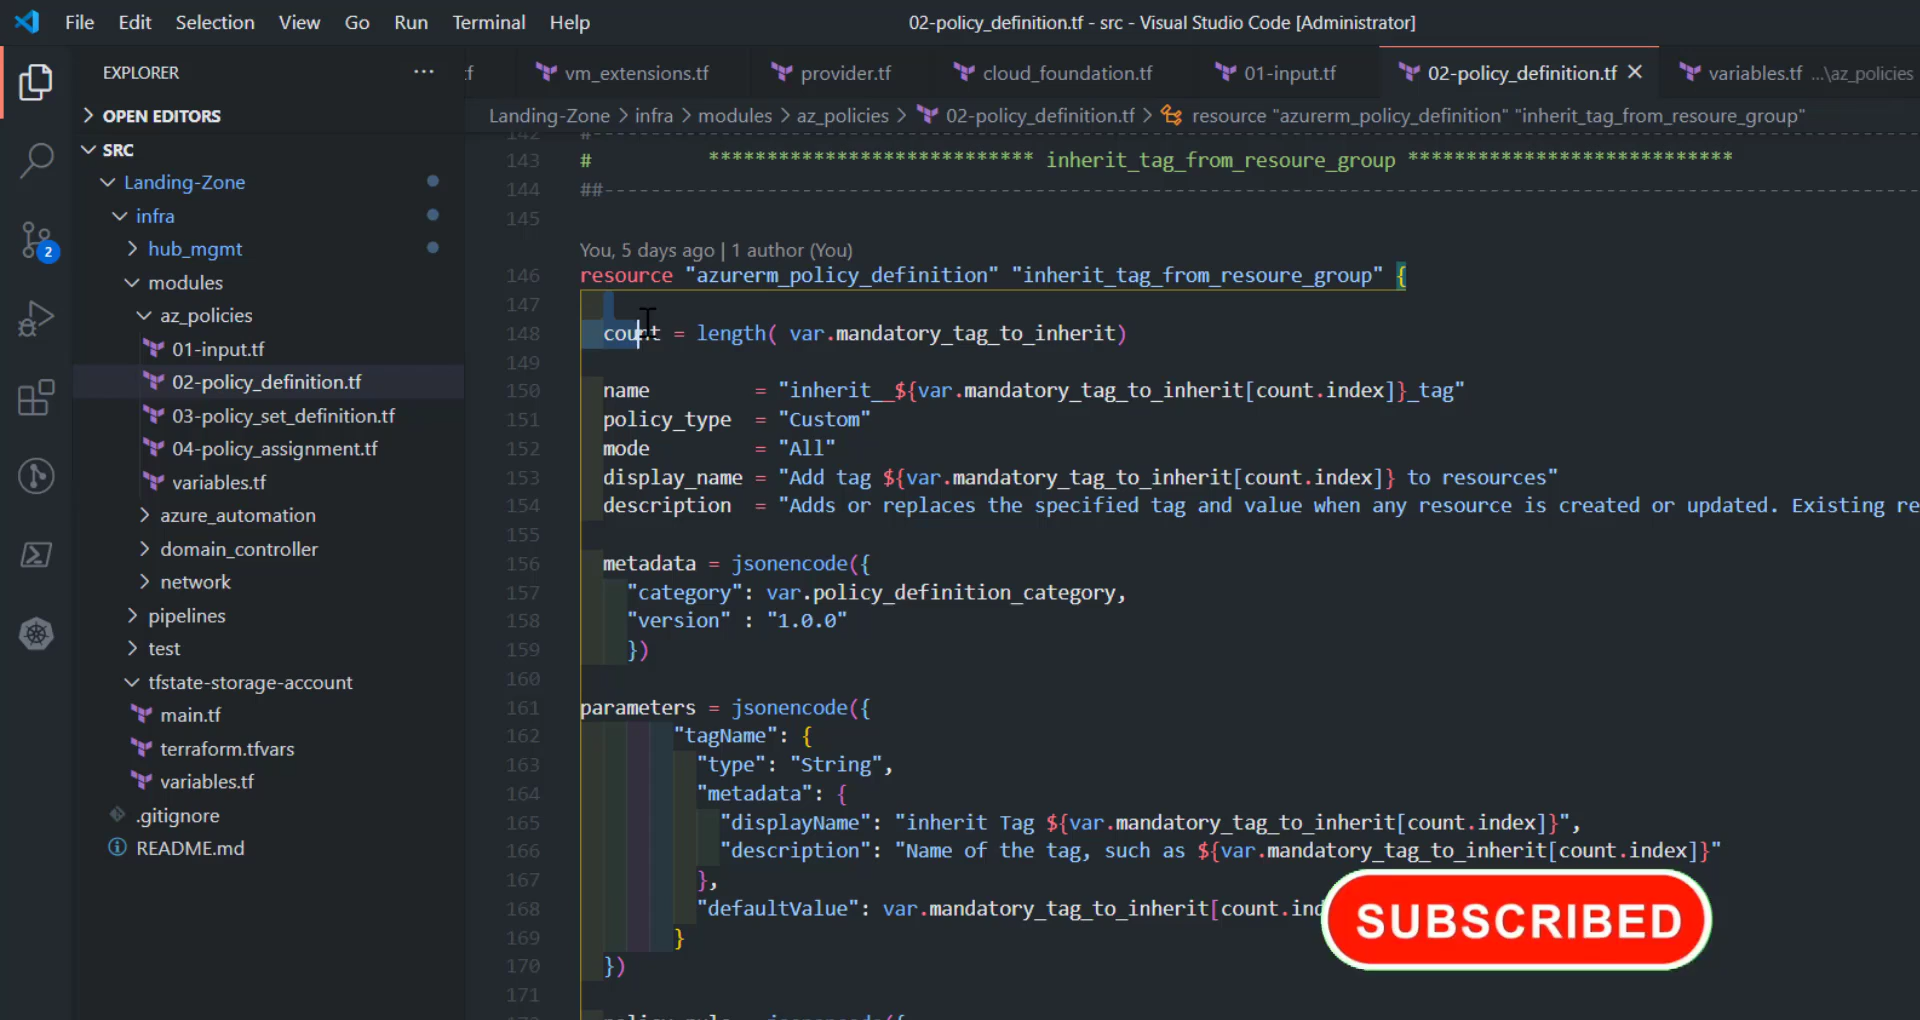 File Edit Selection View Go Run Terminal Help 02-policy_definition.tf - src - Visual Studio Code [Administrator]
EXPLORER ··· :f vm_extensions.tf provider.tf cloud_foundation.tf 01-input.tf 02-policy_definition.tf × variables.tf ...\az_policies
OPEN EDITORS
SRC
Landing-Zone
infra
hub_mgmt
modules
az_policies
01-input.tf
02-policy_definition.tf
03-policy_set_definition.tf
04-policy_assignment.tf
variables.tf
azure_automation
domain_controller
network
pipelines
test
tfstate-storage-account
main.tf
terraform.tfvars
variables.tf
.gitignore
README.md
2
Landing-Zone > infra > modules > az_policies > 02-policy_definition.tf > resource "azurerm_policy_definition" "inherit_tag_from_resoure_group"
143 # **************************** inherit_tag_from_resoure_group ****************************
144 ##------------------------------------------------------------------------------------
145
You, 5 days ago | 1 author (You)
146 resource "azurerm_policy_definition" "inherit_tag_from_resoure_group" {
147
148 count = length( var.mandatory_tag_to_inherit)
149
150 name = "inherit__${var.mandatory_tag_to_inherit[count.index]}_tag"
151 policy_type = "Custom"
152 mode = "All"
153 display_name = "Add tag ${var.mandatory_tag_to_inherit[count.index]} to resources"
154 description = "Adds or replaces the specified tag and value when any resource is created or updated. Existing re
155
156 metadata = jsonencode({
157 "category": var.policy_definition_category,
158 "version" : "1.0.0"
159 })
160
161 parameters = jsonencode({
162 "tagName": {
163 "type": "String",
164 "metadata": {
165 "displayName": "inherit Tag ${var.mandatory_tag_to_inherit[count.index]}",
166 "description": "Name of the tag, such as ${var.mandatory_tag_to_inherit[count.index]}"
167 },
168 "defaultValue": var.mandatory_tag_to_inherit[count.ind
169 }
170 })
171
SUBSCRIBED